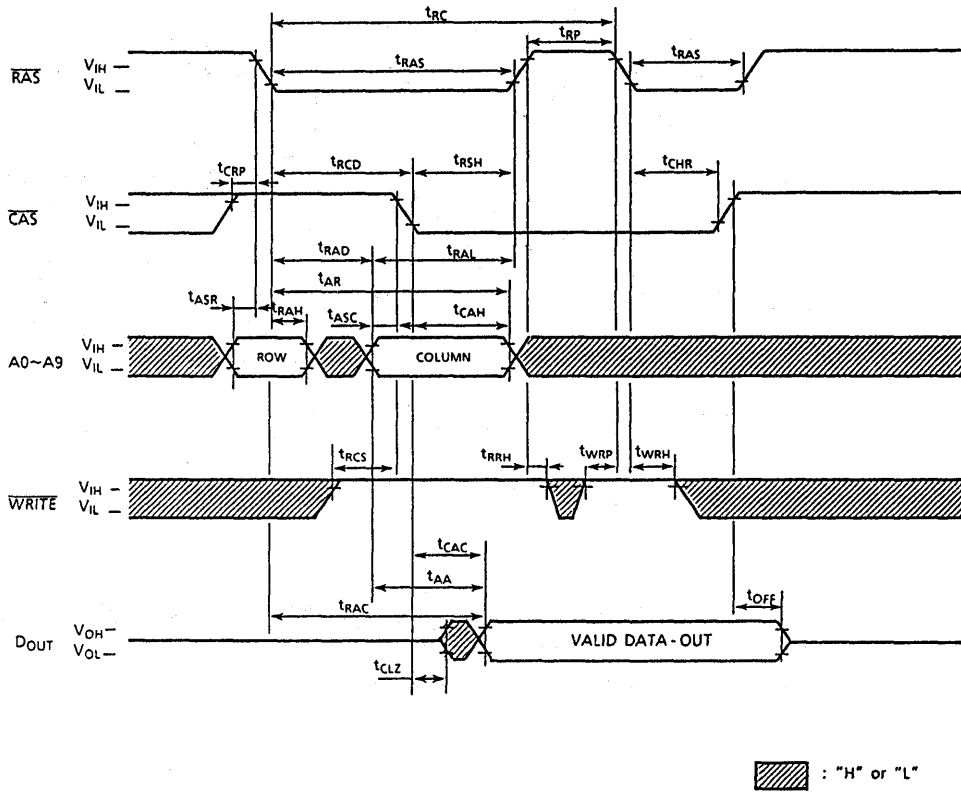 tRC
tRP
tRAS
tRAS
RAS
VIH
VIL
tRCD
tRSH
tCHR
tCRP
CAS
VIH
VIL
tRAD
tRAL
tAR
tASR
tRAH
tASC
tCAH
A0~A9
VIH
VIL
ROW
COLUMN
tRCS
tRRH
tWRP
tWRH
WRITE
VIH
VIL
tCAC
tAA
tOFF
tRAC
DOUT
VOH
VOL
VALID DATA-OUT
tCLZ
: "H" or "L"